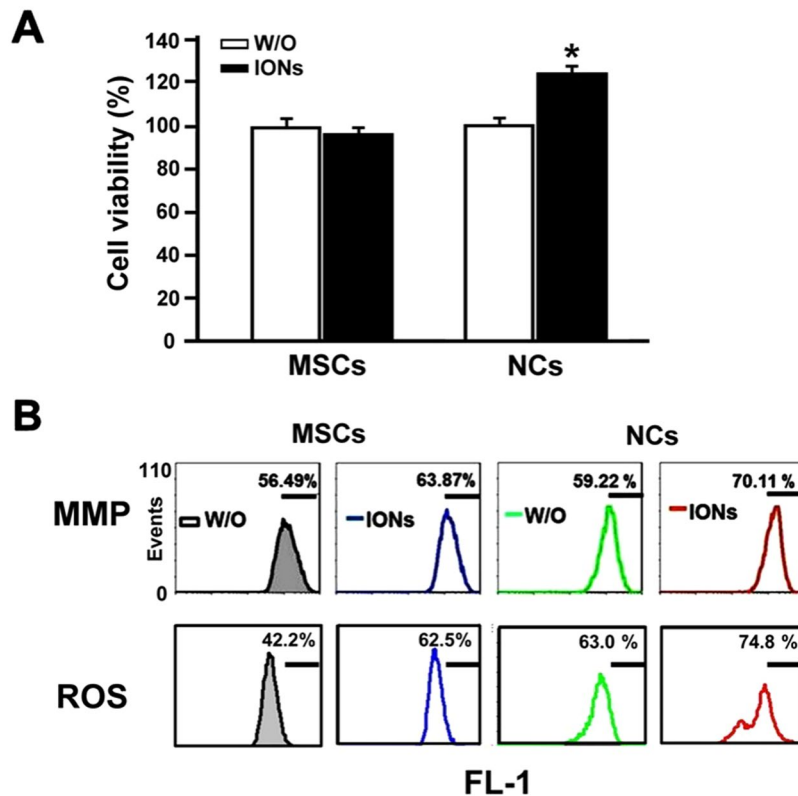 A
Cell viability (%)
140
120
100
80
60
40
20
0
W/O
IONs
*
MSCs NCs
B
MSCs NCs
MMP
Events
110
0
56.49% 63.87% 59.22 % 70.11 %
W/O IONs W/O IONs
ROS
42.2% 62.5% 63.0 % 74.8 %
FL-1